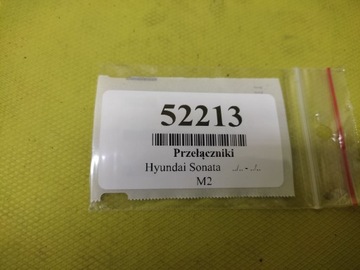 52213
Przełączniki
Hyundai Sonata ../.. - ../..
M2